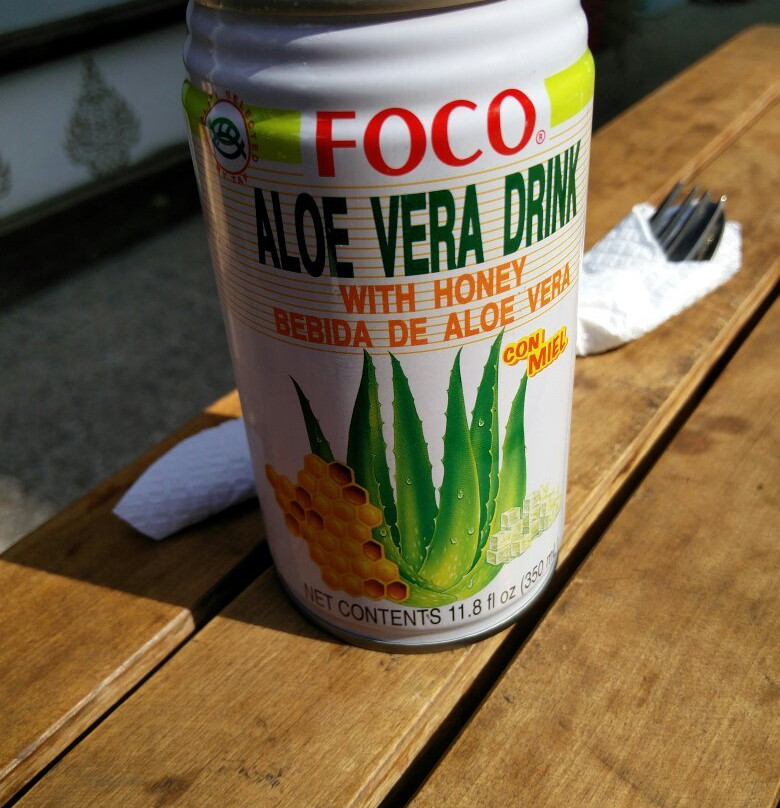 FOCO®
ALOE VERA DRINK
WITH HONEY
BEBIDA DE ALOE VERA
CON
MIEL
NET CONTENTS 11.8 fl oz (350 m